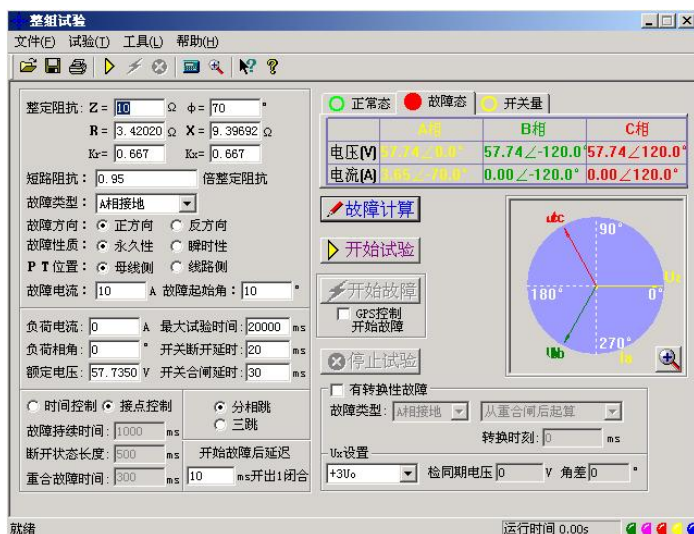 整组试验
文件(F) 试验(T) 工具(L) 帮助(H)
整定阻抗: Z = 10 Ω φ= 70 °
R = 3.42020 Ω X = 9.39692 Ω
Kr= 0.667 Kx= 0.667
短路阻抗: 0.95 倍整定阻抗
故障类型: A相接地
故障方向: 正方向 反方向
故障性质: 永久性 瞬时性
PT位置: 母线侧 线路侧
故障电流: 10 A 故障起始角: 10 °
负荷电流: 0 A 最大试验时间: 20000 ms
负荷相角: 0 ° 开关断开延时: 20 ms
额定电压: 57.7350 V 开关合闸延时: 30 ms
时间控制 接点控制
故障持续时间: 1000 ms
断开状态长度: 500 ms
重合故障时间: 300 ms
分相跳
三跳
开始故障后延迟
10 ms开出1闭合
正常态 故障态 开关量
A相 B相 C相
电压(V) 57.74∠0.0° 57.74∠-120.0° 57.74∠120.0°
电流(A) 3.65∠-70.0° 0.00∠-120.0° 0.00∠120.0°
故障计算
开始试验
开始故障
GPS控制
开始故障
停止试验
90°
180° 0°
270°
有转换性故障
故障类型: A相接地 从重合闸后起算
转换时刻: 0 ms
Ux设置
+3Uo 检同期电压 0 V 角差 0 °
就绪 运行时间 0.00s